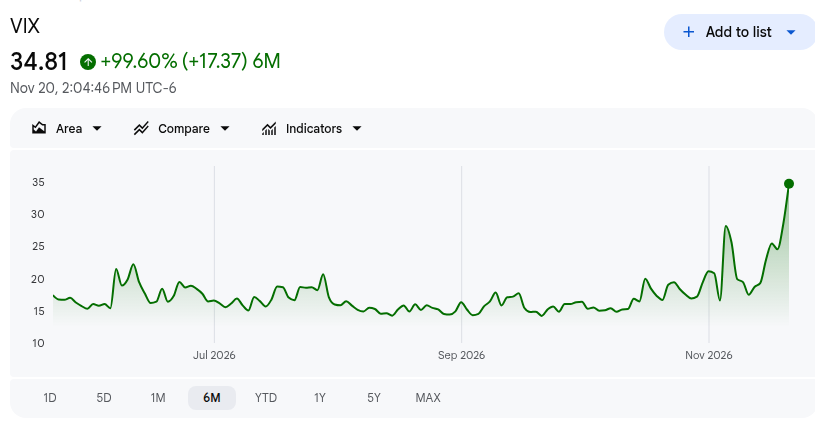 VIX
Add to list
34.81 +99.60% (+17.37) 6M
Nov 20, 2:04:46 PM UTC-6
Area Compare Indicators
35
30
25
20
15
10
Jul 2026 Sep 2026 Nov 2026
1D 5D 1M 6M YTD 1Y 5Y MAX